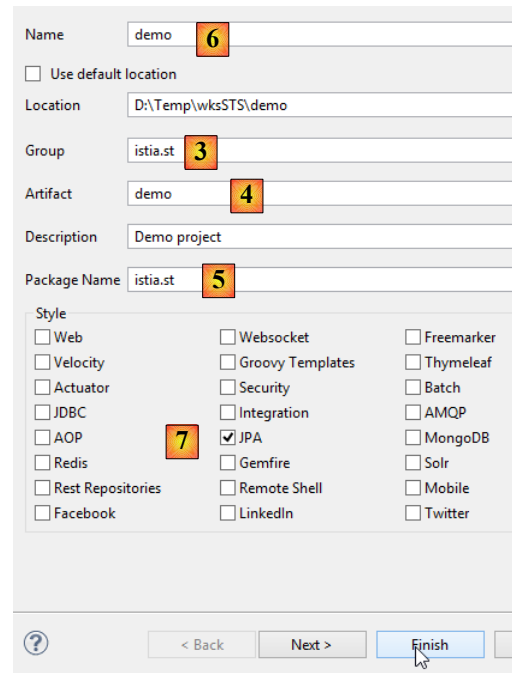 Name demo 6
Use default location
Location D:\Temp\wksSTS\demo
Group istia.st 3
Artifact demo 4
Description Demo project
Package Name istia.st 5
Style
Web Websocket Freemarker
Velocity Groovy Templates Thymeleaf
Actuator Security Batch
JDBC Integration AMQP
AOP 7 JPA MongoDB
Redis Gemfire Solr
Rest Repositories Remote Shell Mobile
Facebook LinkedIn Twitter
? < Back Next > Finish